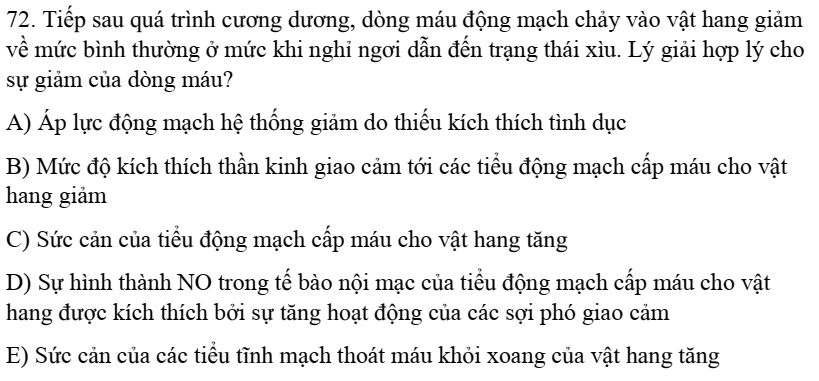 72. Tiếp sau quá trình cương dương, dòng máu động mạch chảy vào vật hang giảm
về mức bình thường ở mức khi nghỉ ngơi dẫn đến trạng thái xìu. Lý giải hợp lý cho
sự giảm của dòng máu?
A) Áp lực động mạch hệ thống giảm do thiếu kích thích tình dục
B) Mức độ kích thích thần kinh giao cảm tới các tiểu động mạch cấp máu cho vật
hang giảm
C) Sức cản của tiểu động mạch cấp máu cho vật hang tăng
D) Sự hình thành NO trong tế bào nội mạc của tiểu động mạch cấp máu cho vật
hang được kích thích bởi sự tăng hoạt động của các sợi phó giao cảm
E) Sức cản của các tiểu tĩnh mạch thoát máu khỏi xoang của vật hang tăng